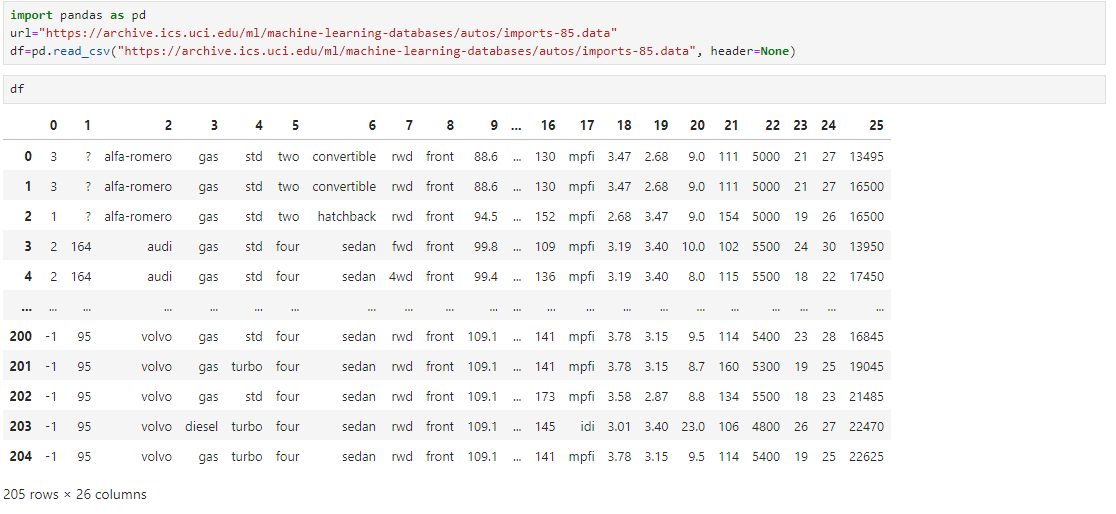 import pandas as pd
url="https://archive.ics.uci.edu/ml/machine-learning-databases/autos/imports-85.data"
df=pd.read_csv("https://archive.ics.uci.edu/ml/machine-learning-databases/autos/imports-85.data", header=None)
df
0 1 2 3 4 5 6 7 8 9 ... 16 17 18 19 20 21 22 23 24 25
0 3 ? alfa-romero gas std two convertible rwd front 88.6 ... 130 mpfi 3.47 2.68 9.0 111 5000 21 27 13495
1 3 ? alfa-romero gas std two convertible rwd front 88.6 ... 130 mpfi 3.47 2.68 9.0 111 5000 21 27 16500
2 1 ? alfa-romero gas std two hatchback rwd front 94.5 ... 152 mpfi 2.68 3.47 9.0 154 5000 19 26 16500
3 2 164 audi gas std four sedan fwd front 99.8 ... 109 mpfi 3.19 3.40 10.0 102 5500 24 30 13950
4 2 164 audi gas std four sedan 4wd front 99.4 ... 136 mpfi 3.19 3.40 8.0 115 5500 18 22 17450
... ... ... ... ... ... ... ... ... ... ... ... ... ... ... ... ... ... ... ... ... ...
200 -1 95 volvo gas std four sedan rwd front 109.1 ... 141 mpfi 3.78 3.15 9.5 114 5400 23 28 16845
201 -1 95 volvo gas turbo four sedan rwd front 109.1 ... 141 mpfi 3.78 3.15 8.7 160 5300 19 25 19045
202 -1 95 volvo gas std four sedan rwd front 109.1 ... 173 mpfi 3.58 2.87 8.8 134 5500 18 23 21485
203 -1 95 volvo diesel turbo four sedan rwd front 109.1 ... 145 idi 3.01 3.40 23.0 106 4800 26 27 22470
204 -1 95 volvo gas turbo four sedan rwd front 109.1 ... 141 mpfi 3.78 3.15 9.5 114 5400 19 25 22625
205 rows × 26 columns